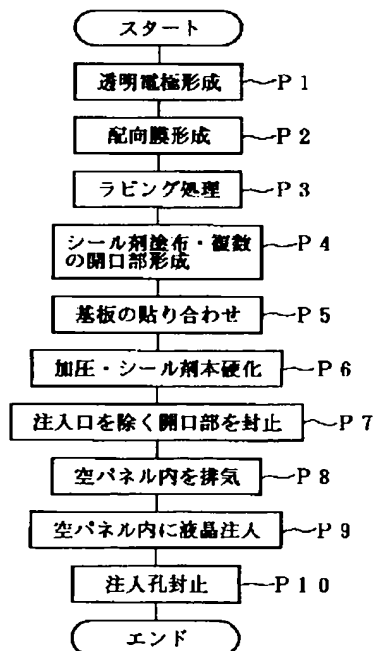 スタート
透明電極形成 P1
配向膜形成 P2
ラビング処理 P3
シール剤塗布・複数 P4
の開口部形成
基板の貼り合わせ P5
加圧・シール剤本硬化 P6
注入口を除く開口部を封止 P7
空パネル内を排気 P8
空パネル内に液晶注入 P9
注入孔封止 P10
エンド